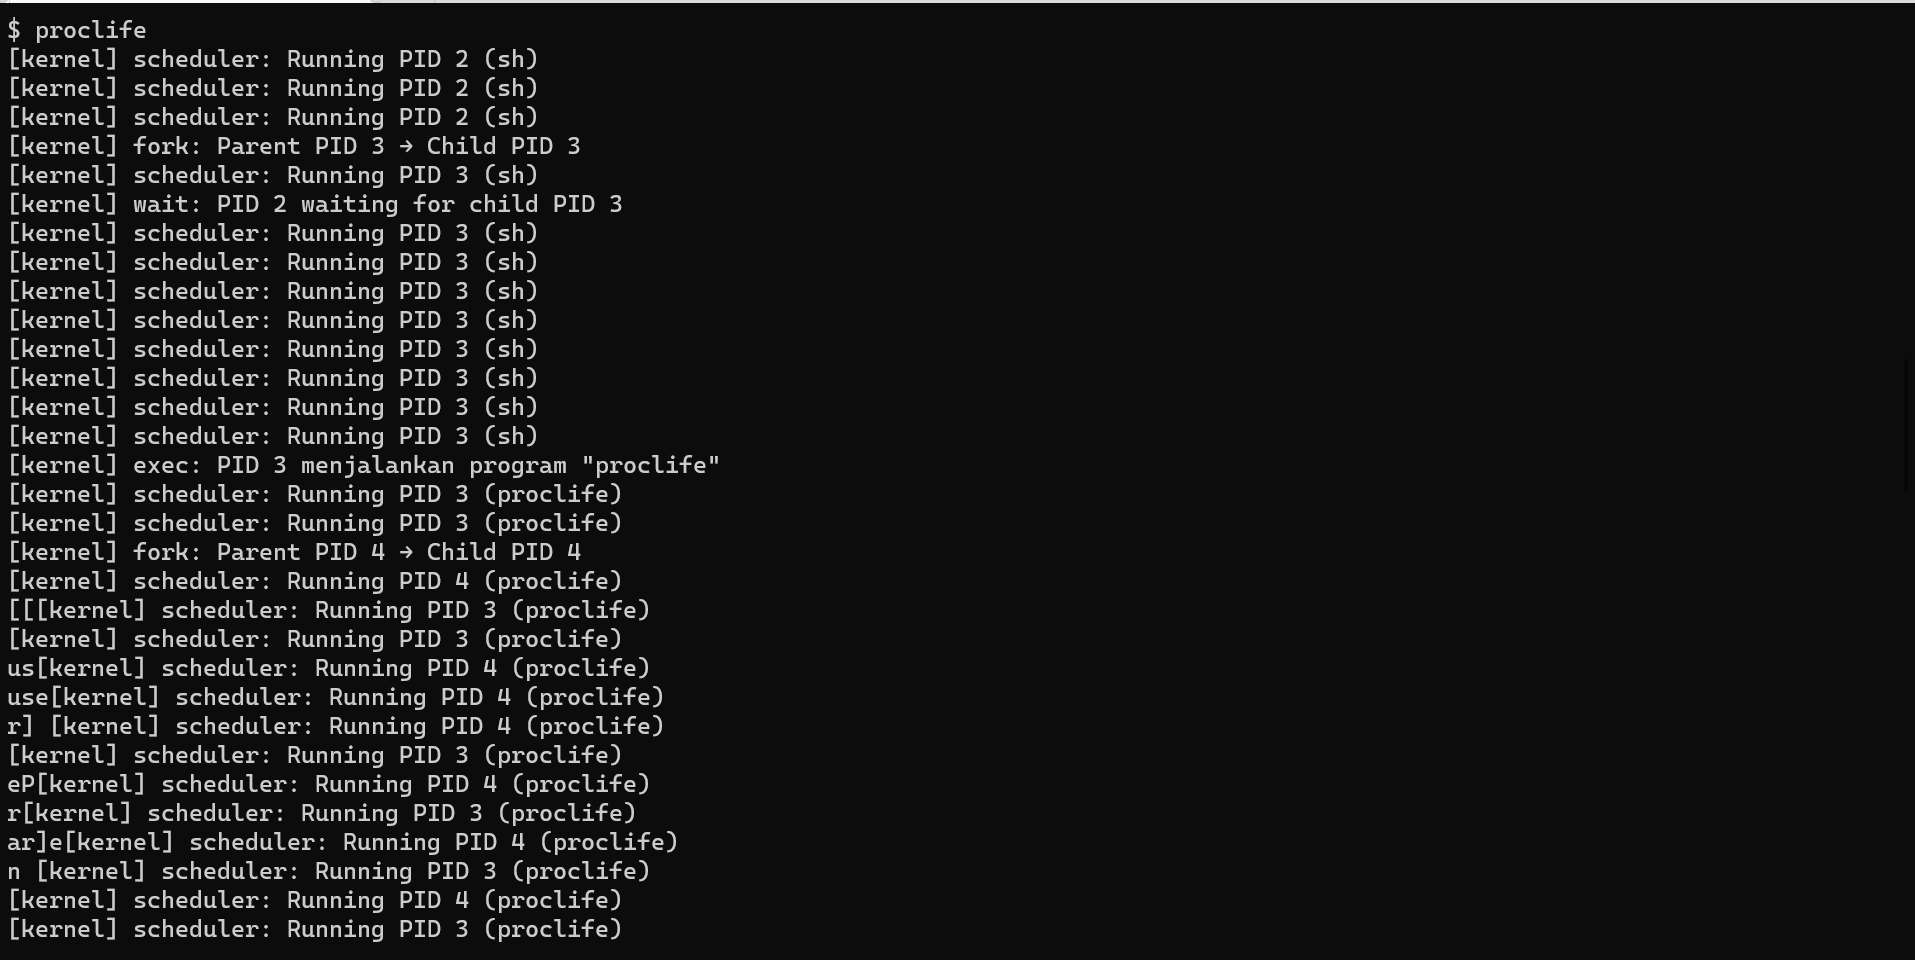 $ proclife
[kernel] scheduler: Running PID 2 (sh)
[kernel] scheduler: Running PID 2 (sh)
[kernel] scheduler: Running PID 2 (sh)
[kernel] fork: Parent PID 3 → Child PID 3
[kernel] scheduler: Running PID 3 (sh)
[kernel] wait: PID 2 waiting for child PID 3
[kernel] scheduler: Running PID 3 (sh)
[kernel] scheduler: Running PID 3 (sh)
[kernel] scheduler: Running PID 3 (sh)
[kernel] scheduler: Running PID 3 (sh)
[kernel] scheduler: Running PID 3 (sh)
[kernel] scheduler: Running PID 3 (sh)
[kernel] scheduler: Running PID 3 (sh)
[kernel] scheduler: Running PID 3 (sh)
[kernel] exec: PID 3 menjalankan program "proclife"
[kernel] scheduler: Running PID 3 (proclife)
[kernel] scheduler: Running PID 3 (proclife)
[kernel] fork: Parent PID 4 → Child PID 4
[kernel] scheduler: Running PID 4 (proclife)
[[[kernel] scheduler: Running PID 3 (proclife)
[kernel] scheduler: Running PID 3 (proclife)
us[kernel] scheduler: Running PID 4 (proclife)
use[kernel] scheduler: Running PID 4 (proclife)
r] [kernel] scheduler: Running PID 4 (proclife)
[kernel] scheduler: Running PID 3 (proclife)
eP[kernel] scheduler: Running PID 4 (proclife)
r[kernel] scheduler: Running PID 3 (proclife)
ar]e[kernel] scheduler: Running PID 4 (proclife)
n [kernel] scheduler: Running PID 3 (proclife)
[kernel] scheduler: Running PID 4 (proclife)
[kernel] scheduler: Running PID 3 (proclife)